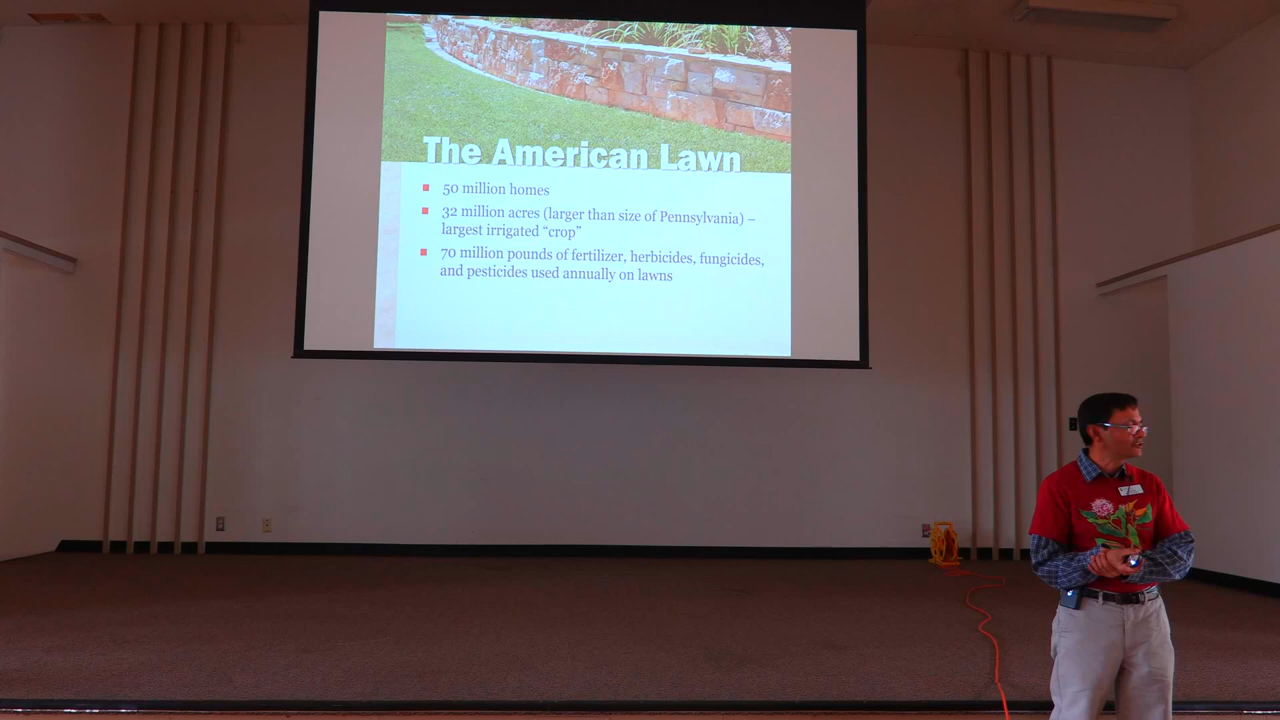 The American Lawn
50 million homes
32 million acres (larger than size of Pennsylvania) –
largest irrigated “crop”
70 million pounds of fertilizer, herbicides, fungicides,
and pesticides used annually on lawns